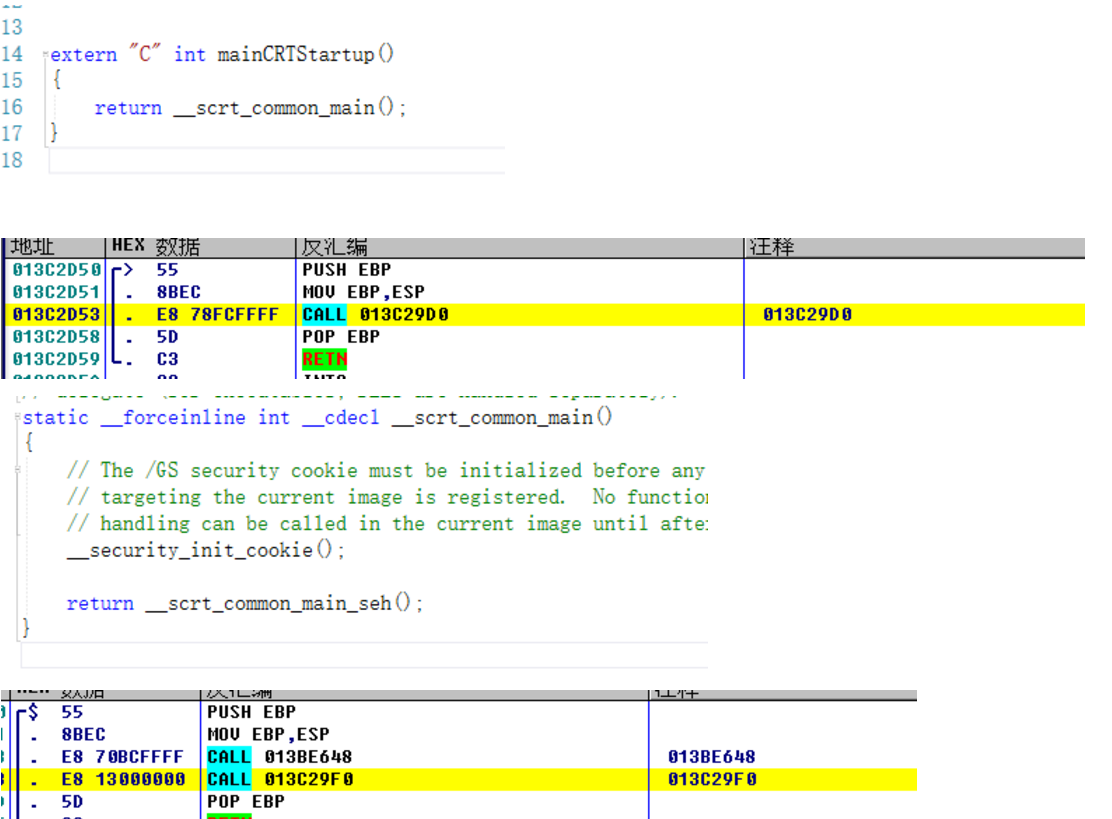 13
14 extern "C" int mainCRTStartup()
15 {
16 return __scrt_common_main();
17 }
18
地址 HEX 数据 反汇编 注释
013C2D50 > 55 PUSH EBP
013C2D51 . 8BEC MOV EBP,ESP
013C2D53 . E8 78FCFFFF CALL 013C29D0 013C29D0
013C2D58 . 5D POP EBP
013C2D59 . C3 RETN
static __forceinline int __cdecl __scrt_common_main()
{
// The /GS security cookie must be initialized before any
// targeting the current image is registered. No
// handling can be called in the current image until
__security_init_cookie();
return __scrt_common_main_seh();
}
HEX 数据 反汇编 注释
$ 55 PUSH EBP
. 8BEC MOV EBP,ESP
. E8 70BCFFFF CALL 013BE648 013BE648
. E8 13000000 CALL 013C29F0 013C29F0
. 5D POP EBP